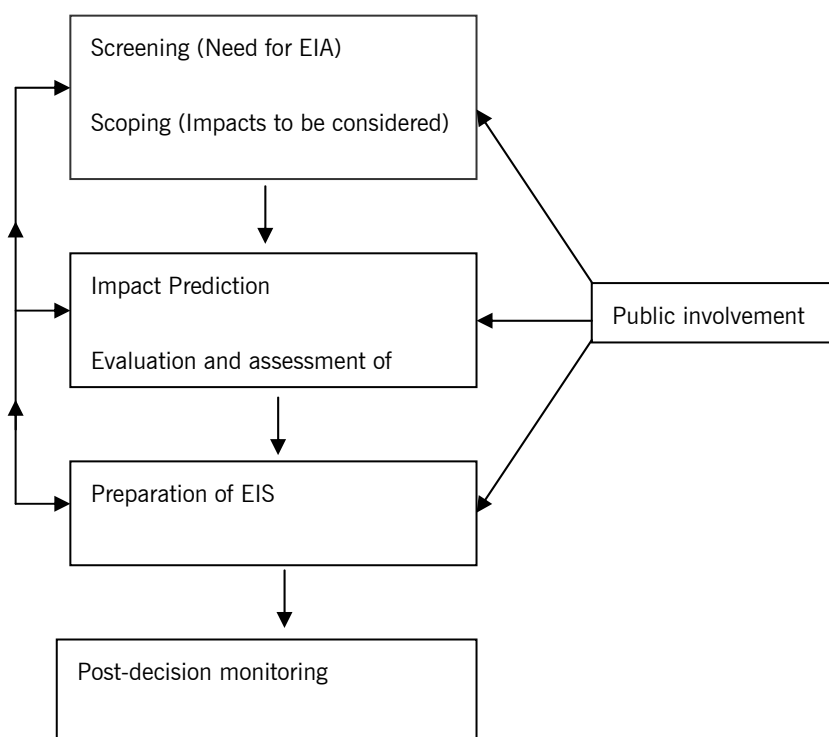 Screening (Need for EIA)
Scoping (Impacts to be considered)
Impact Prediction
Evaluation and assessment of
Public involvement
Preparation of EIS
Post-decision monitoring